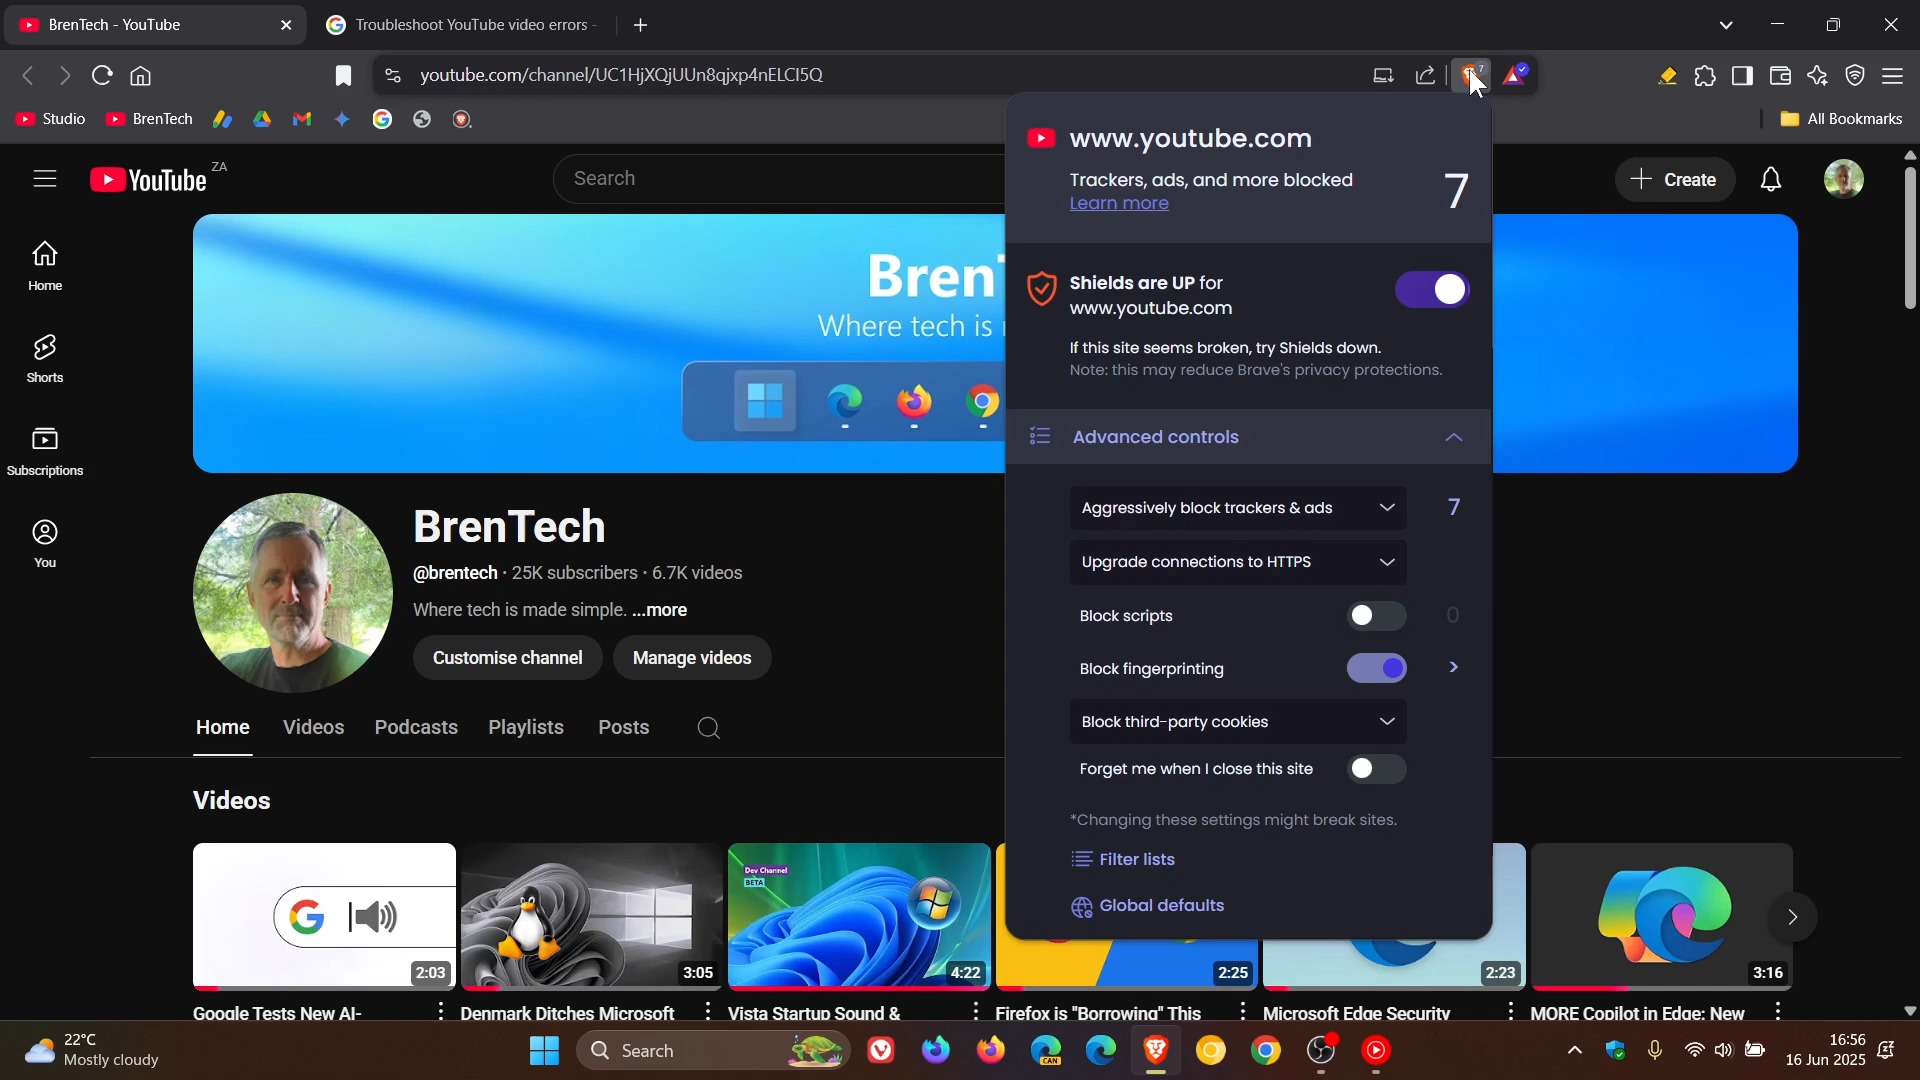 BrenTech - YouTube
Troubleshoot YouTube video errors -
youtube.com/channel/UC1HjXQjUUn8qjxp4nELCI5Q
7
Studio
BrenTech
All Bookmarks
YouTube ZA
Search
Create
Home
Shorts
Subscriptions
You
Bren
Where tech is
www.youtube.com
Trackers, ads, and more blocked
Learn more
7
Shields are UP for
www.youtube.com
If this site seems broken, try Shields down.
Note: this may reduce Brave's privacy protections.
Advanced controls
Aggressively block trackers & ads
7
Upgrade connections to HTTPS
Block scripts
0
Block fingerprinting
Block third-party cookies
Forget me when I close this site
*Changing these settings might break sites.
Filter lists
Global defaults
BrenTech
@brentech · 25K subscribers · 6.7K videos
Where tech is made simple. ...more
Customise channel
Manage videos
Home
Videos
Podcasts
Playlists
Posts
Videos
2:03
3:05
Dev Channel
BETA
4:22
2:25
2:23
3:16
Google Tests New AI-
Denmark Ditches Microsoft
Vista Startup Sound &
Firefox is "Borrowing" This
Microsoft Edge Security
MORE Copilot in Edge: New
22°C
Mostly cloudy
Search
CAN
16:56
16 Jun 2025